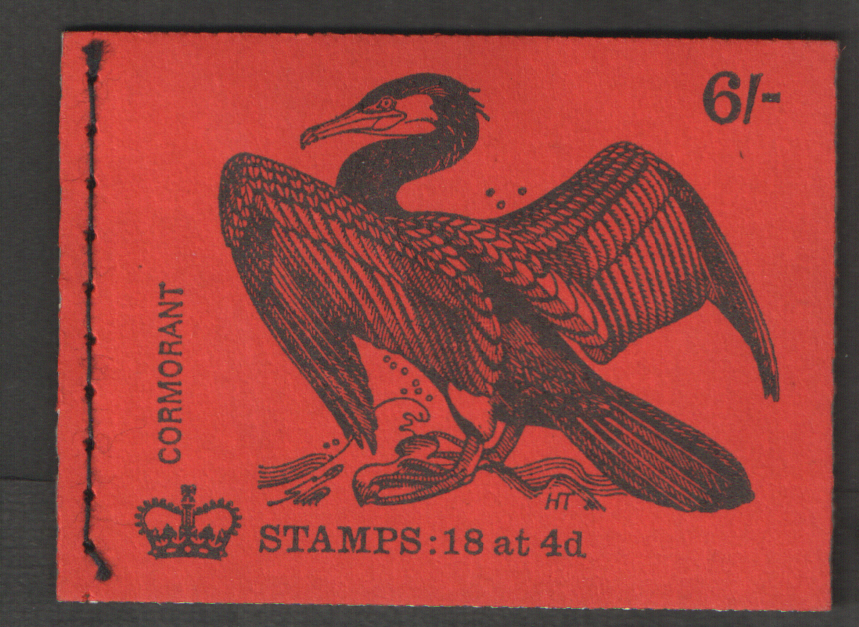 6/-
CORMORANT
HT
STAMPS: 18 at 4d